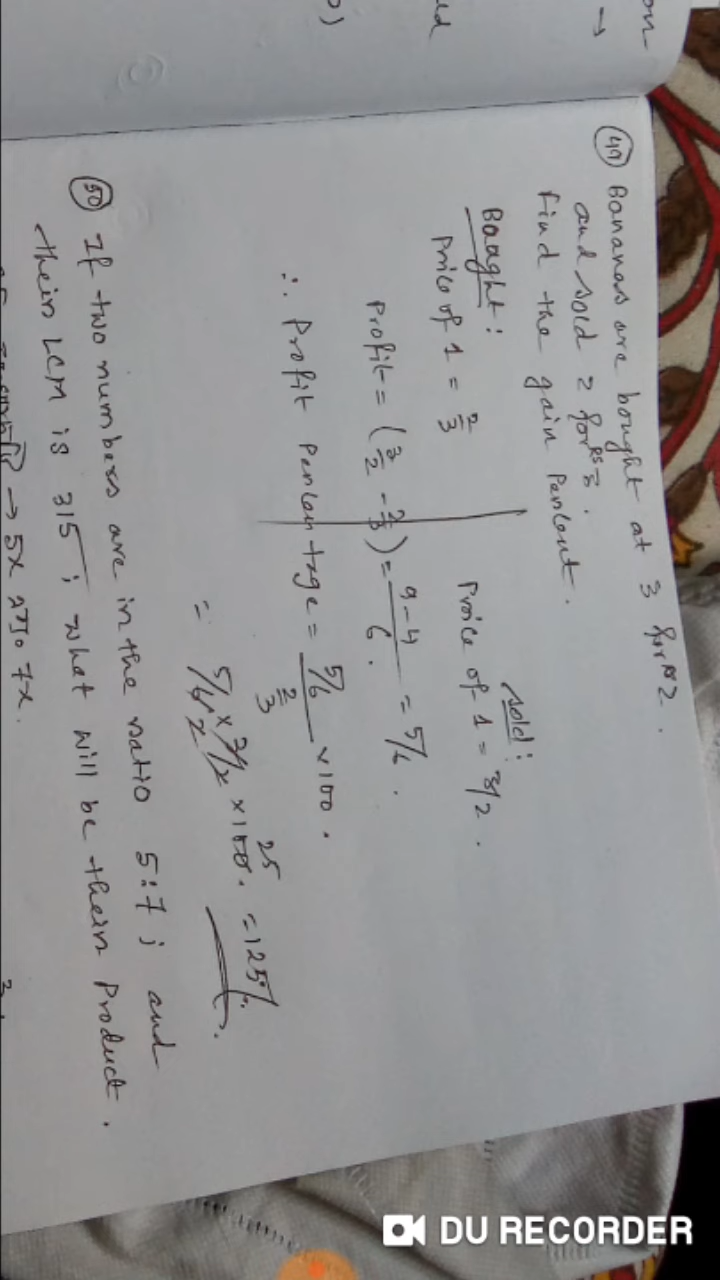 (49) Bananas are bought at 3 for Rs 2.
and sold 2 for Rs 3.
Find the gain Percent.
Bought:
Price of 1 = 2/3
Sold:
Price of 1 = 3/2.
Profit = (3/2 - 2/3) = 9-4/6 = 5/6.
∴ Profit Percentage = 5/6 / 2/3 × 100.
= 5/6 × 3/2 × 100. 25 = 125%.
(50) If two numbers are in the ratio 5:7; and
their LCM is 315; what will be their Product.
→ 5x 7x.
DU RECORDER